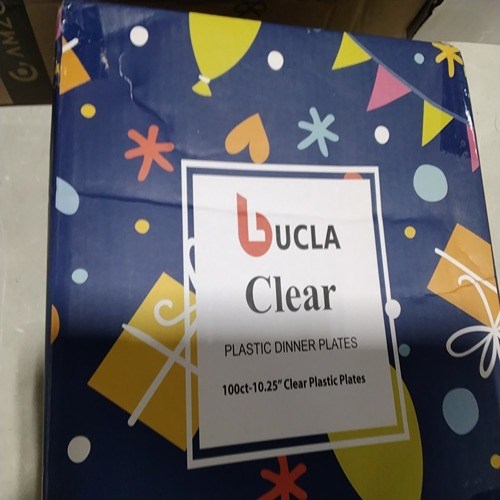 BUCLA
Clear
PLASTIC DINNER PLATES
100ct-10.25" Clear Plastic Plates